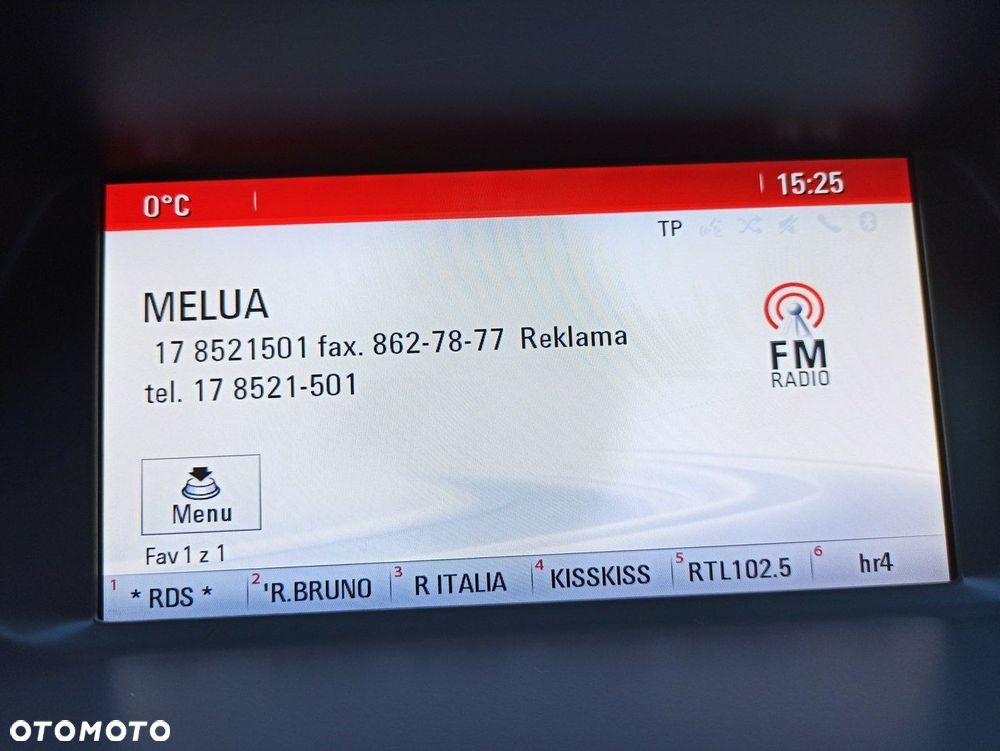 0°C 15:25
TP
MELUA
17 8521501 fax. 862-78-77 Reklama
tel. 17 8521-501
FM
RADIO
Menu
Fav 1 z 1
1 * RDS * 2 'R.BRUNO 3 R ITALIA 4 KISSKISS 5 RTL102.5 6 hr4
OTOMOTO